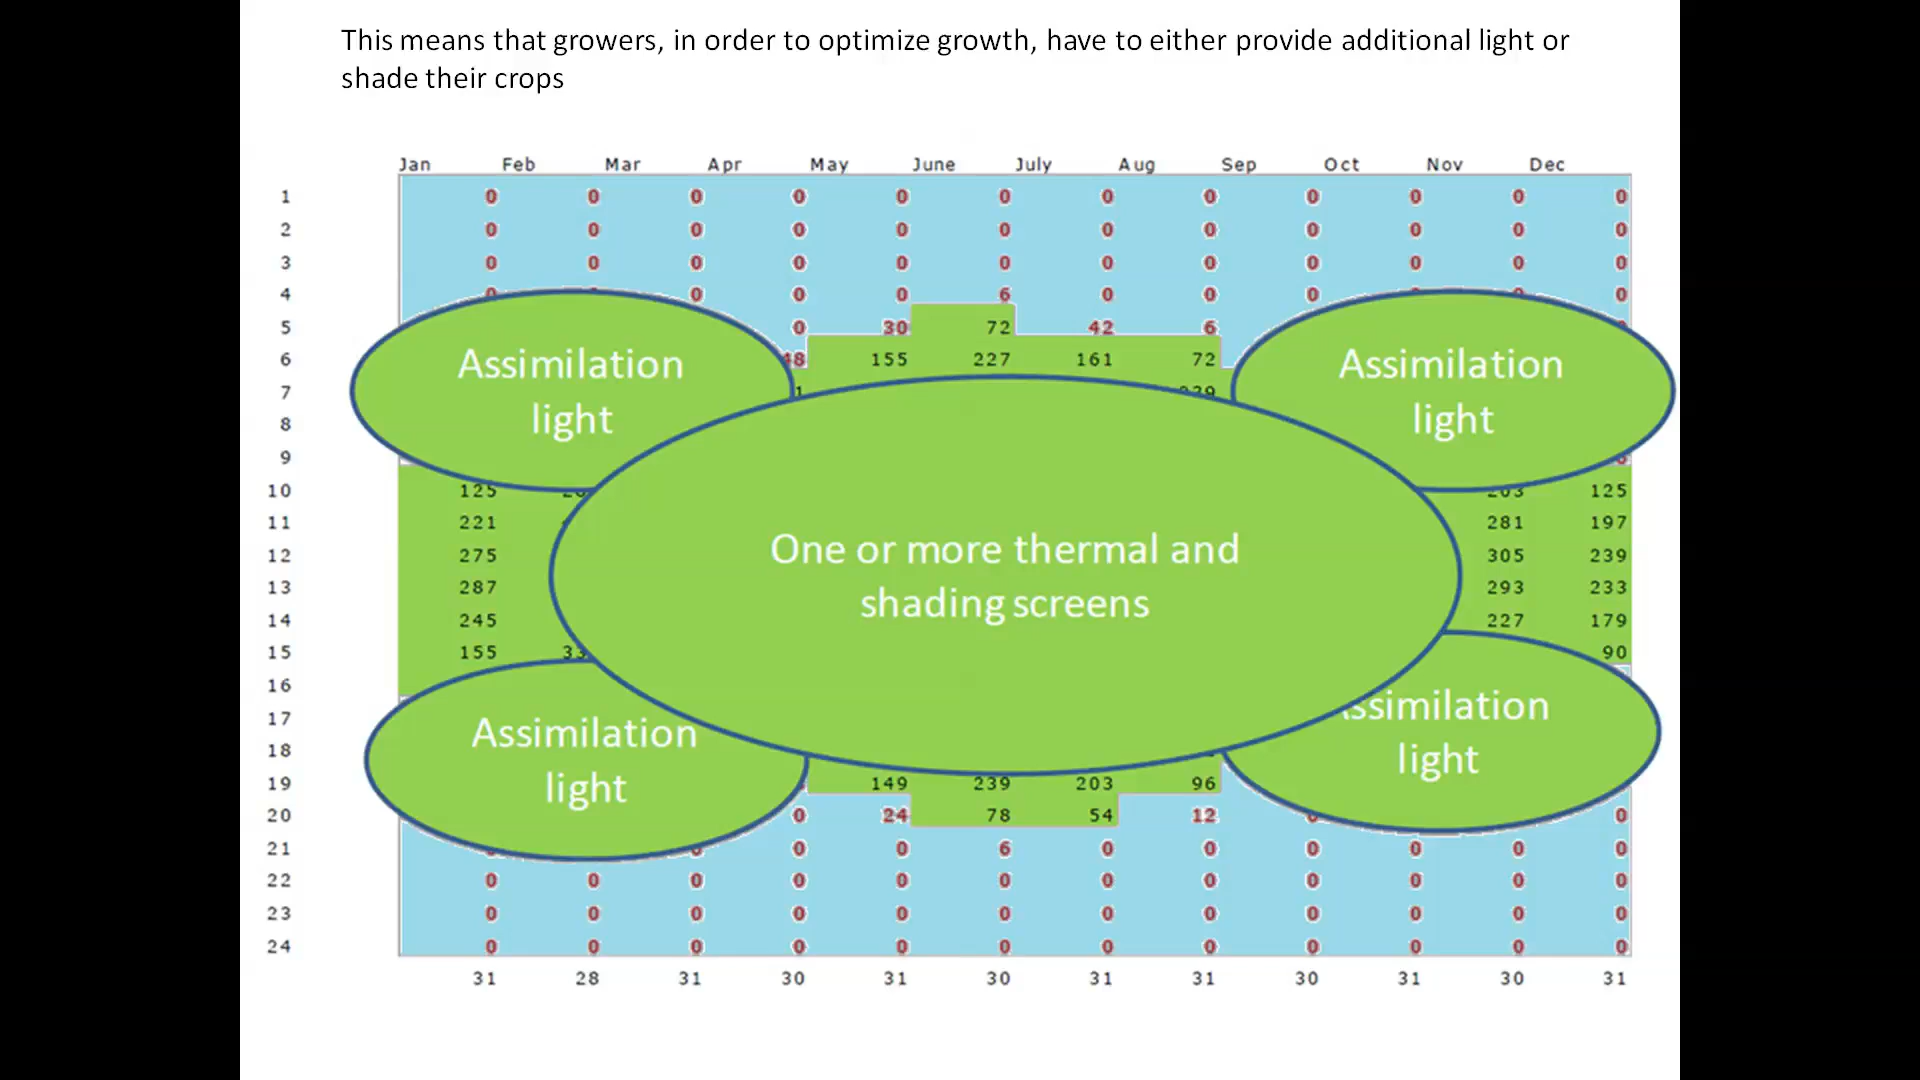 This means that growers, in order to optimize growth, have to either provide additional light or
shade their crops
Jan Feb Mar Apr May June July Aug Sep Oct Nov Dec
1 0 0 0 0 0 0 0 0 0 0 0 0
2 0 0 0 0 0 0 0 0 0 0 0 0
3 0 0 0 0 0 0 0 0 0 0 0 0
4 0 0 0 6 0 0 0
5 0 30 72 42 6
6 48 155 227 161 72
7
8
9
Assimilation
light
Assimilation
light
10 125 203 125
11 221 281 197
12 275 305 239
13 287 293 233
14 245 227 179
15 155 90
One or more thermal and
shading screens
16
17
18
Assimilation
light
Assimilation
light
19 149 239 203 96
20 0 24 78 54 12 0
21 0 0 6 0 0 0 0 0 0
22 0 0 0 0 0 0 0 0 0 0 0 0
23 0 0 0 0 0 0 0 0 0 0 0 0
24 0 0 0 0 0 0 0 0 0 0 0 0
31 28 31 30 31 30 31 31 30 31 30 31